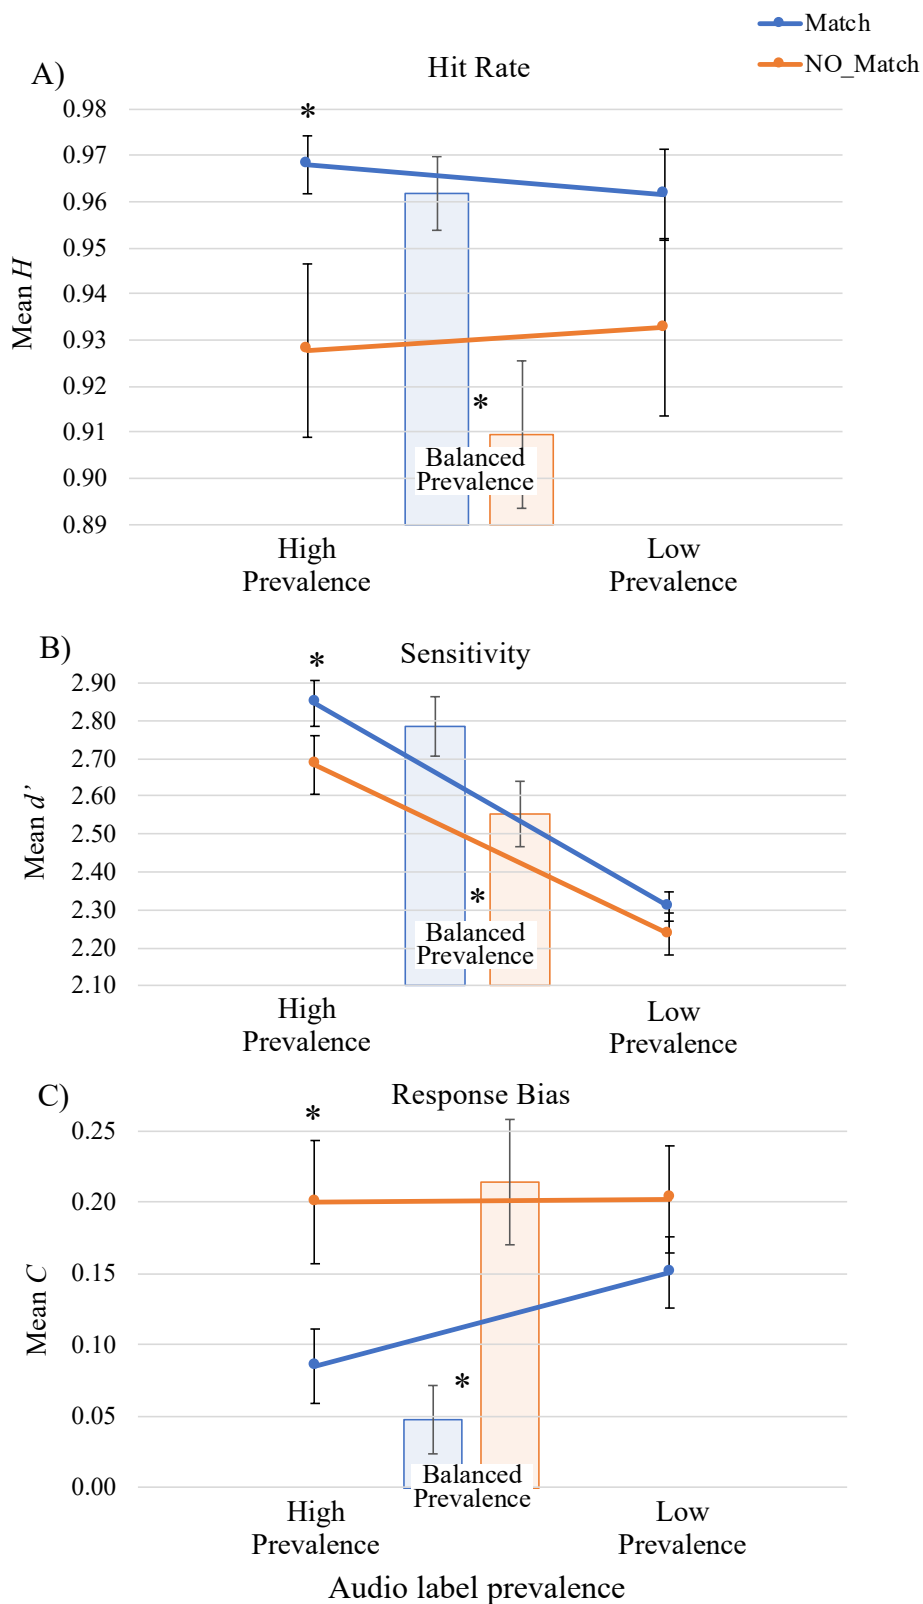 Match
NO_Match
A)
Hit Rate
*
0.98
0.97
0.96
0.95
0.94
0.93
0.92
0.91
0.90
0.89
Mean H
*
Balanced
Prevalence
High
Prevalence
Low
Prevalence
B)
Sensitivity
*
2.90
2.80
2.70
2.60
2.50
2.40
2.30
2.20
2.10
Mean d’
*
Balanced
Prevalence
High
Prevalence
Low
Prevalence
C)
Response Bias
*
0.25
0.20
0.15
0.10
0.05
0.00
Mean C
*
Balanced
Prevalence
High
Prevalence
Low
Prevalence
Audio label prevalence